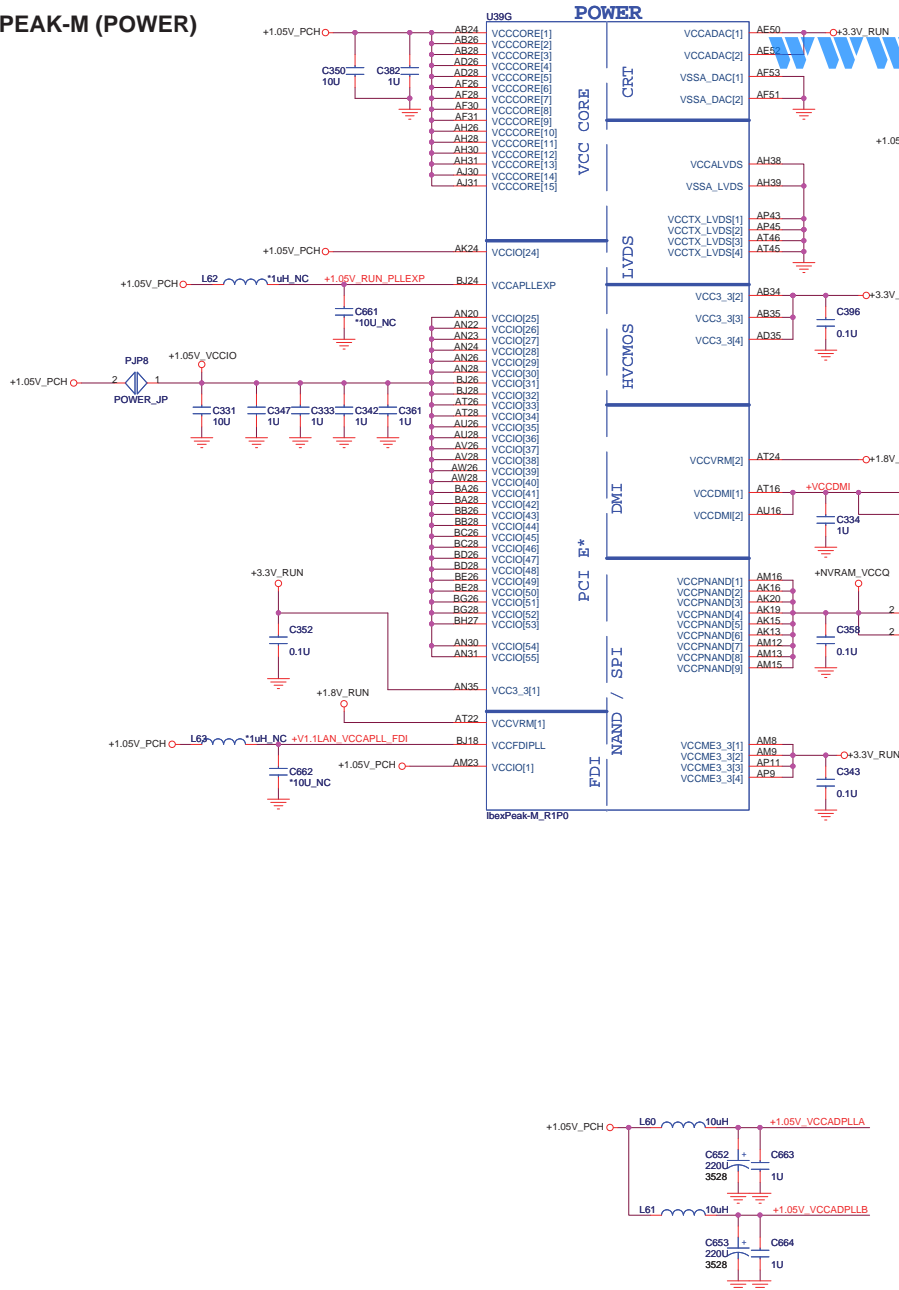 PEAK-M (POWER)
POWER
U39G
+1.05V_PCH
C350
10U
C382
1U
AB24 VCCCORE[1]
AB26 VCCCORE[2]
AB28 VCCCORE[3]
AD26 VCCCORE[4]
AD28 VCCCORE[5]
AF26 VCCCORE[6]
AF28 VCCCORE[7]
AF30 VCCCORE[8]
AF31 VCCCORE[9]
AH26 VCCCORE[10]
AH28 VCCCORE[11]
AH30 VCCCORE[12]
AH31 VCCCORE[13]
AJ30 VCCCORE[14]
AJ31 VCCCORE[15]
VCC CORE
+1.05V_PCH
AK24 VCCIO[24]
+1.05V_PCH
L62 *1uH_NC
+1.05V_RUN_PLLEXP
BJ24 VCCAPLLEXP
C661
*10U_NC
AN20 VCCIO[25]
AN22 VCCIO[26]
AN23 VCCIO[27]
AN24 VCCIO[28]
AN26 VCCIO[29]
AN28 VCCIO[30]
BJ26 VCCIO[31]
BJ28 VCCIO[32]
AT26 VCCIO[33]
AT28 VCCIO[34]
AU26 VCCIO[35]
AU28 VCCIO[36]
AV26 VCCIO[37]
AV28 VCCIO[38]
AW26 VCCIO[39]
AW28 VCCIO[40]
BA26 VCCIO[41]
BA28 VCCIO[42]
BB26 VCCIO[43]
BB28 VCCIO[44]
BC26 VCCIO[45]
BC28 VCCIO[46]
BD26 VCCIO[47]
BD28 VCCIO[48]
BE26 VCCIO[49]
BE28 VCCIO[50]
BG26 VCCIO[51]
BG28 VCCIO[52]
BH27 VCCIO[53]
AN30 VCCIO[54]
AN31 VCCIO[55]
PCI E*
+1.05V_PCH
2 PJP8 1
POWER_JP
+1.05V_VCCIO
C331
10U
C347
1U
C333
1U
C342
1U
C361
1U
+3.3V_RUN
C352
0.1U
AN35 VCC3_3[1]
+1.8V_RUN
AT22 VCCVRM[1]
+1.05V_PCH
L63 *1uH_NC
+V1.1LAN_VCCAPLL_FDI
BJ18 VCCFDIPLL
C662
*10U_NC
+1.05V_PCH
AM23 VCCIO[1]
FDI
IbexPeak-M_R1P0
CRT
VCCADAC[1] AE50
+3.3V_RUN
VCCADAC[2] AE52
VSSA_DAC[1] AF53
VSSA_DAC[2] AF51
WWW
+1.05
LVDS
VCCALVDS AH38
VSSA_LVDS AH39
VCCTX_LVDS[1] AP43
VCCTX_LVDS[2] AP45
VCCTX_LVDS[3] AT46
VCCTX_LVDS[4] AT45
HVCMOS
VCC3_3[2] AB34
VCC3_3[3] AB35
VCC3_3[4] AD35
+3.3V_
C396
0.1U
DMI
VCCVRM[2] AT24
+1.8V_
VCCDMI[1] AT16
+VCCDMI
VCCDMI[2] AU16
C334
1U
NAND / SPI
VCCPNAND[1] AM16
VCCPNAND[2] AK16
VCCPNAND[3] AK20
VCCPNAND[4] AK19
VCCPNAND[5] AK15
VCCPNAND[6] AK13
VCCPNAND[7] AM12
VCCPNAND[8] AM13
VCCPNAND[9] AM15
+NVRAM_VCCQ
2
2
C358
0.1U
VCCME3_3[1] AM8
VCCME3_3[2] AM9
VCCME3_3[3] AP11
VCCME3_3[4] AP9
+3.3V_RUN
C343
0.1U
+1.05V_PCH
L60 10uH
+1.05V_VCCADPLLA
C652
220U
3528
+
C663
1U
L61 10uH
+1.05V_VCCADPLLB
C653
220U
3528
+
C664
1U